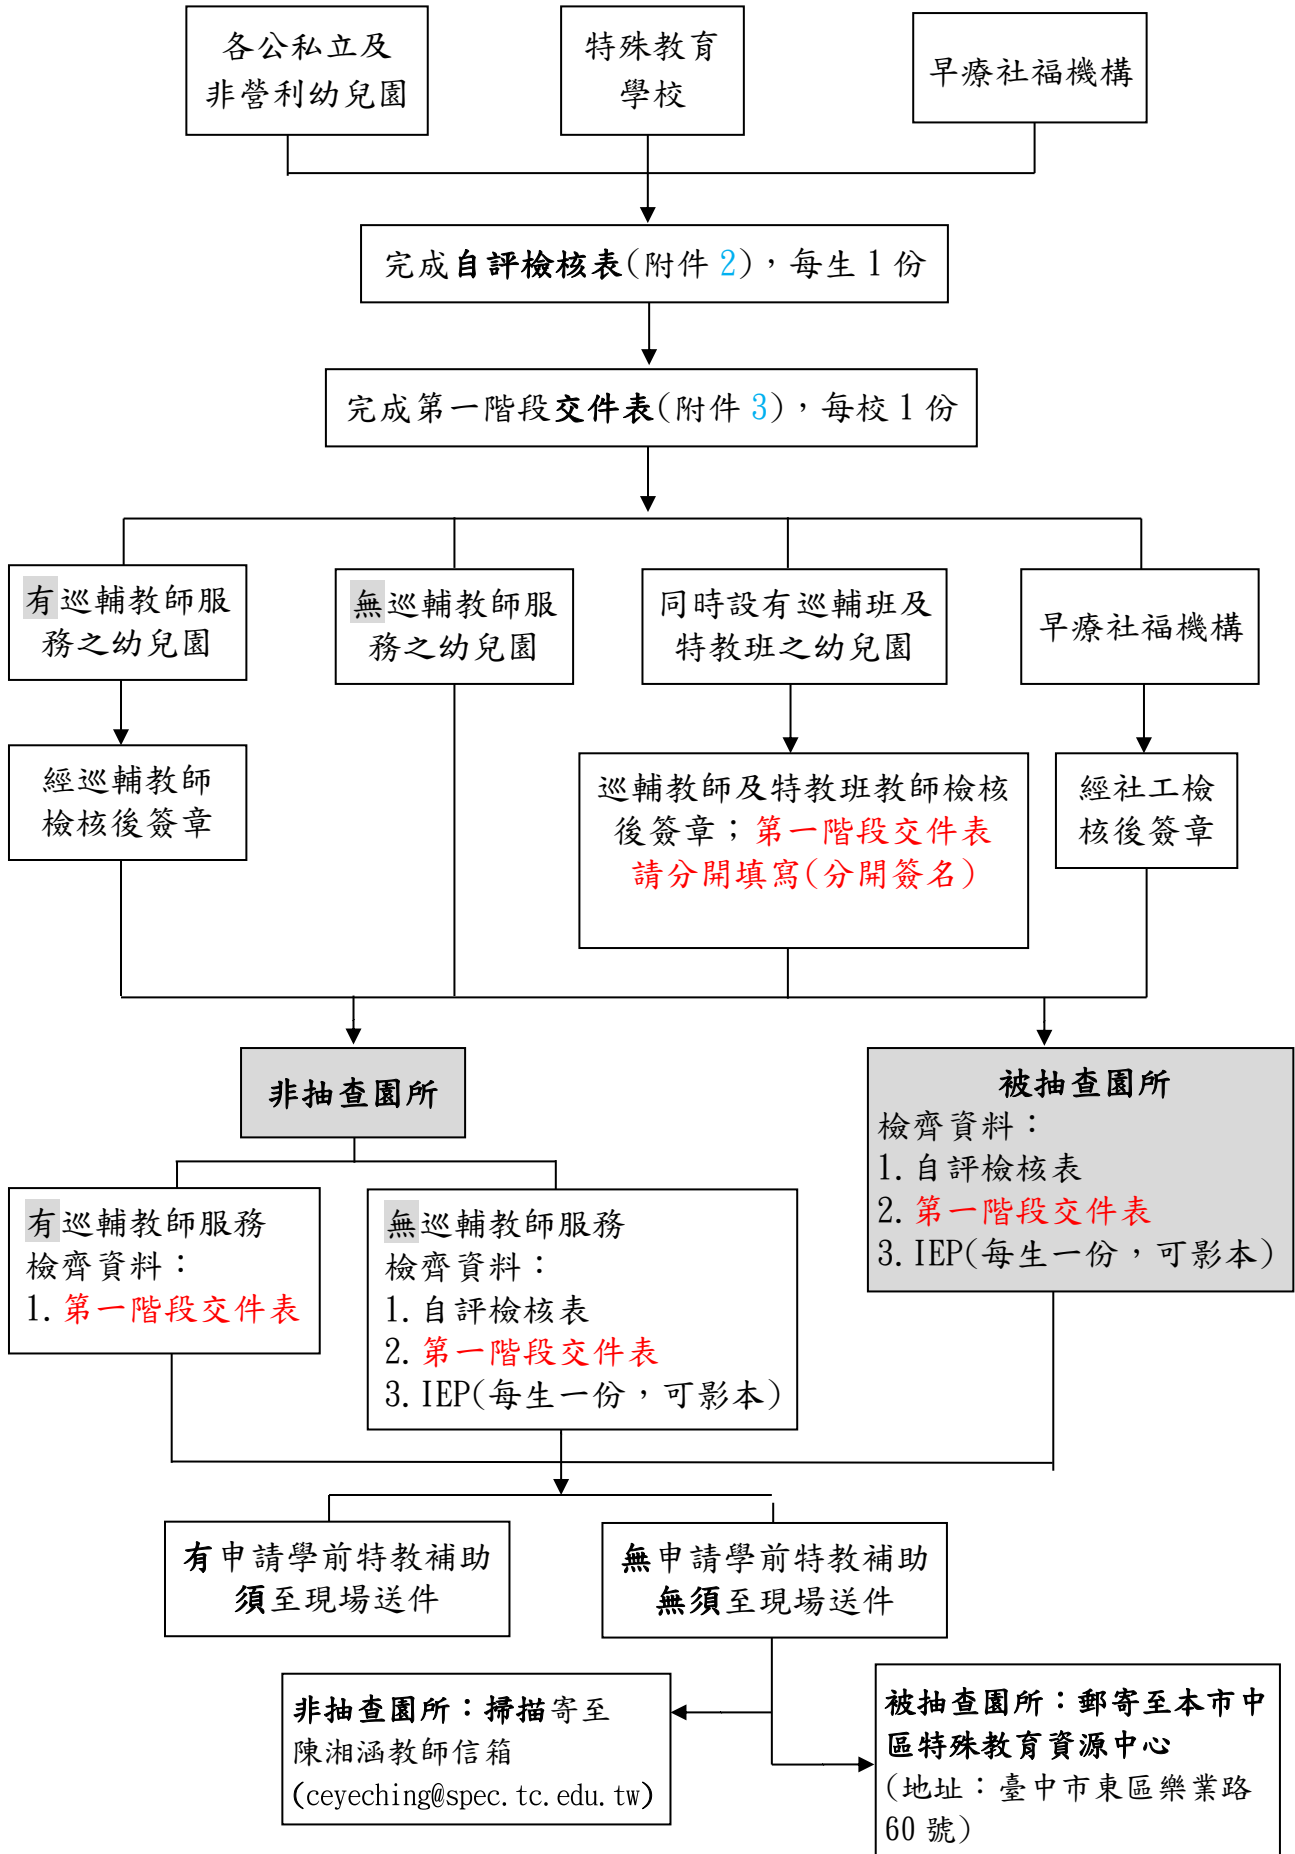 各公私立及
非營利幼兒園
特殊教育
學校
早療社福機構
完成自評檢核表(附件 2)，每生 1 份
完成第一階段交件表(附件 3)，每校 1 份
有巡輔教師服
務之幼兒園
無巡輔教師服
務之幼兒園
同時設有巡輔班及
特教班之幼兒園
早療社福機構
經巡輔教師
檢核後簽章
巡輔教師及特教班教師檢核
後簽章；第一階段交件表
請分開填寫(分開簽名)
經社工檢
核後簽章
非抽查園所
被抽查園所
檢齊資料：
1. 自評檢核表
2. 第一階段交件表
3. IEP(每生一份，可影本)
有巡輔教師服務
檢齊資料：
1. 第一階段交件表
無巡輔教師服務
檢齊資料：
1. 自評檢核表
2. 第一階段交件表
3. IEP(每生一份，可影本)
有申請學前特教補助
須至現場送件
無申請學前特教補助
無須至現場送件
非抽查園所：掃描寄至
陳湘涵教師信箱
(ceyeching@spec.tc.edu.tw)
被抽查園所：郵寄至本市中
區特殊教育資源中心
(地址：臺中市東區樂業路
60 號)